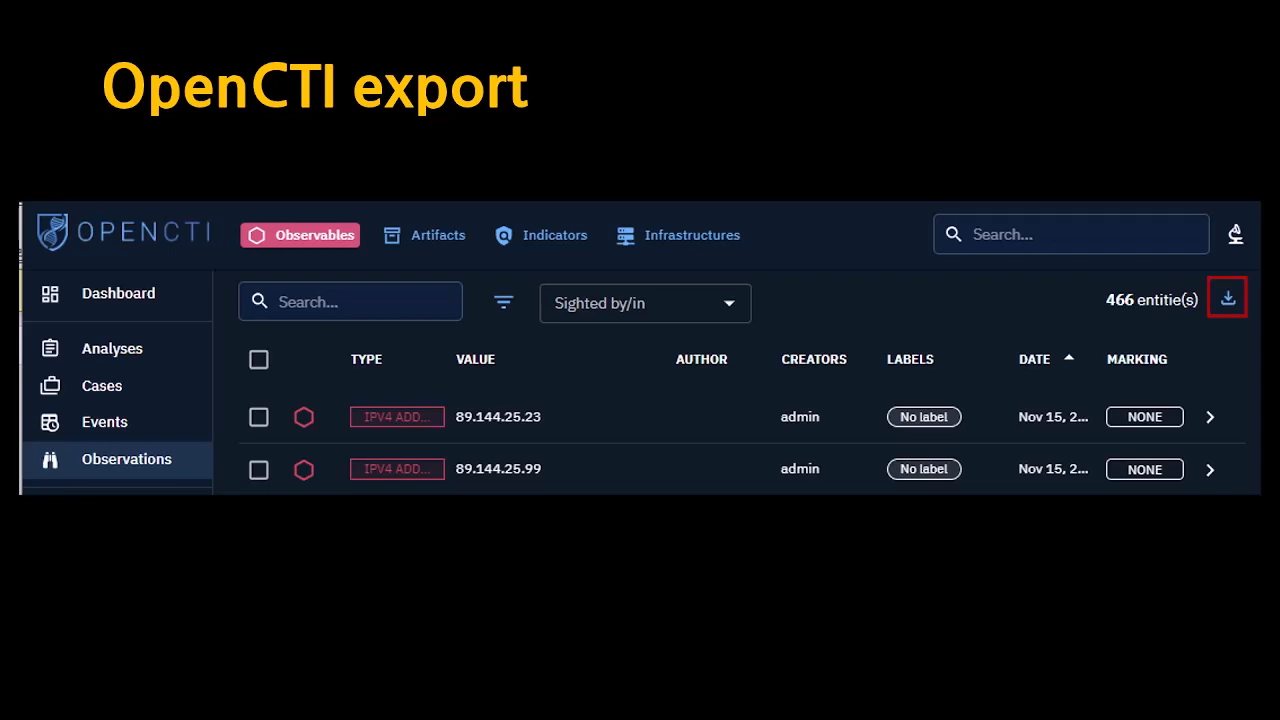 OpenCTI export
OPENCTI
Observables Artifacts Indicators Infrastructures Search...
Dashboard
Analyses
Cases
Events
Observations
Search... Sighted by/in 466 entitie(s)
TYPE VALUE AUTHOR CREATORS LABELS DATE MARKING
IPV4 ADD... 89.144.25.23 admin No label Nov 15, 2... NONE
IPV4 ADD... 89.144.25.99 admin No label Nov 15, 2... NONE